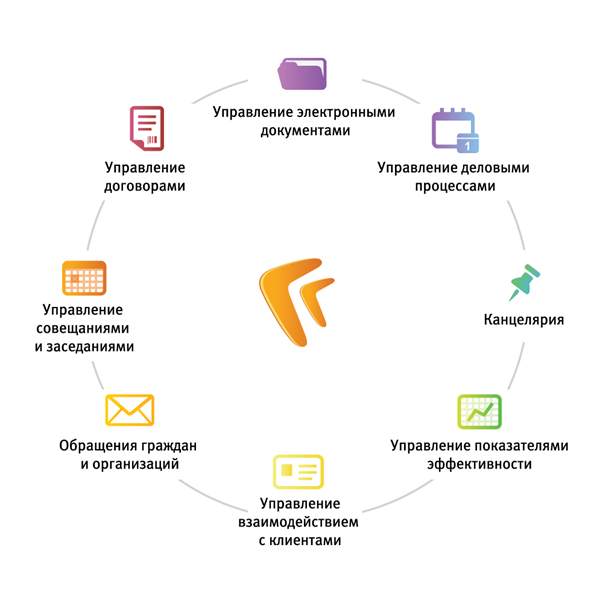 Управление электронными
документами
Управление деловыми
процессами
1
Канцелярия
Управление показателями
эффективности
Управление
взаимодействием
с клиентами
Обращения граждан
и организаций
Управление
совещаниями
и заседаниями
Управление
договорами